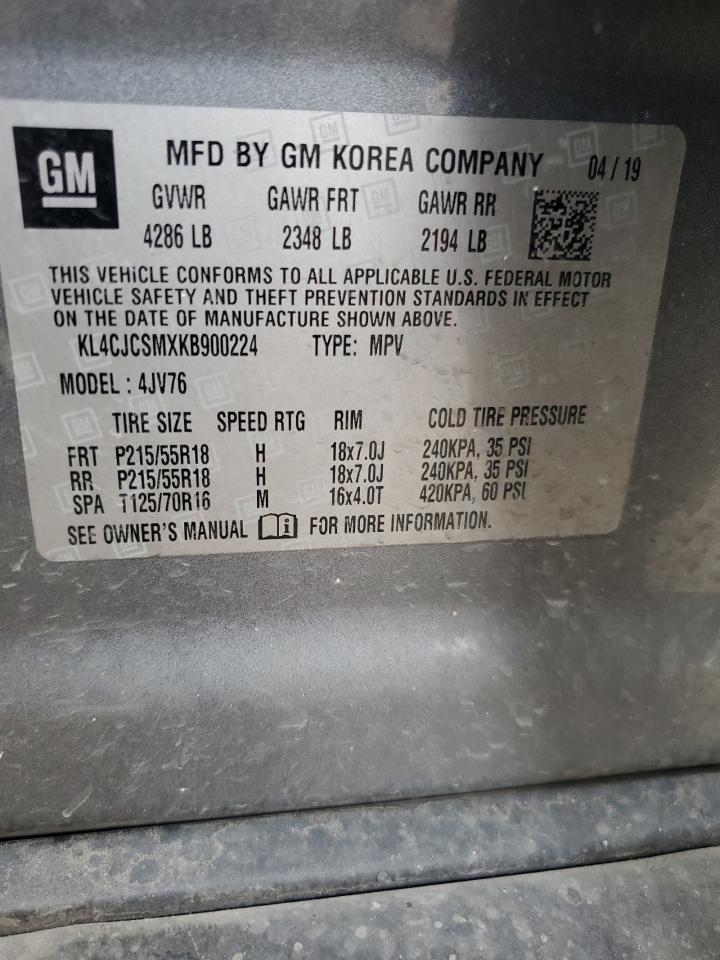 GM
MFD BY GM KOREA COMPANY 04 / 19
GVWR GAWR FRT GAWR RR
4286 LB 2348 LB 2194 LB
THIS VEHICLE CONFORMS TO ALL APPLICABLE U.S. FEDERAL MOTOR
VEHICLE SAFETY AND THEFT PREVENTION STANDARDS IN EFFECT
ON THE DATE OF MANUFACTURE SHOWN ABOVE.
KL4CJCSMXKB900224 TYPE: MPV
MODEL : 4JV76
TIRE SIZE SPEED RTG RIM COLD TIRE PRESSURE
FRT P215/55R18 H 18x7.0J 240KPA, 35 PSI
RR P215/55R18 H 18x7.0J 240KPA, 35 PSI
SPA T125/70R16 M 16x4.0T 420KPA, 60 PSI
SEE OWNER'S MANUAL i FOR MORE INFORMATION.